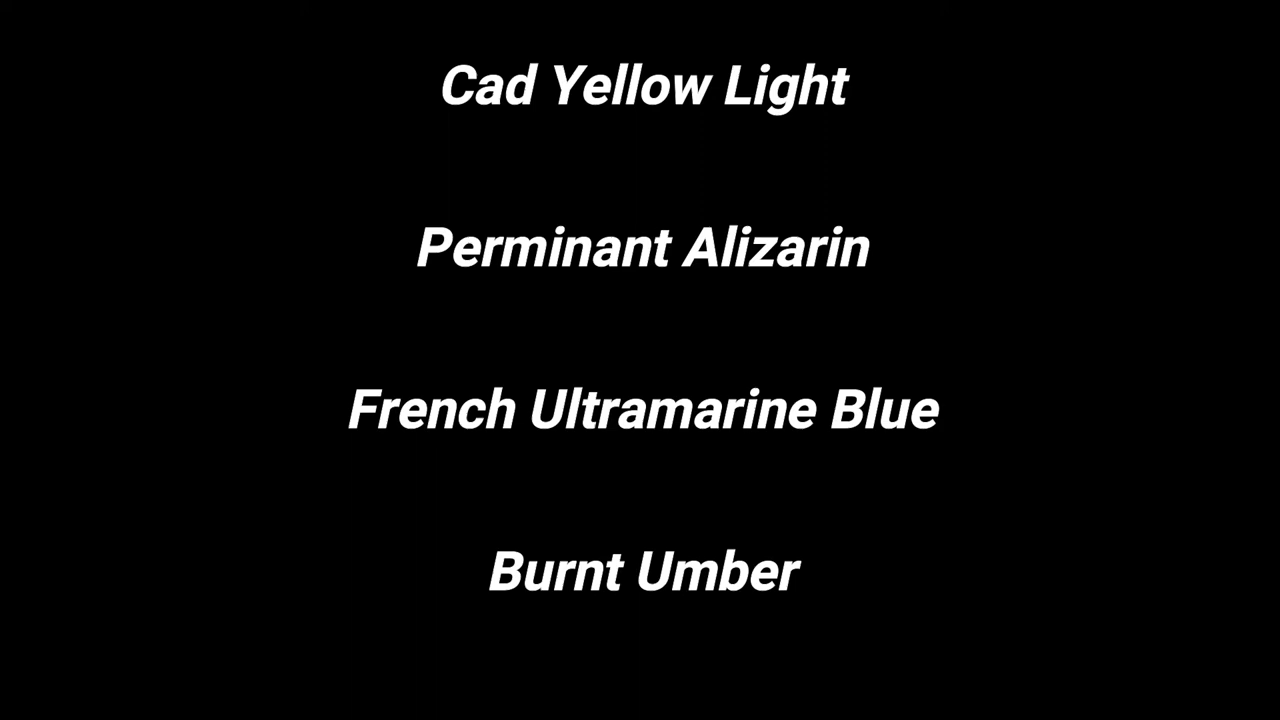 Cad Yellow Light
Perminant Alizarin
French Ultramarine Blue
Burnt Umber